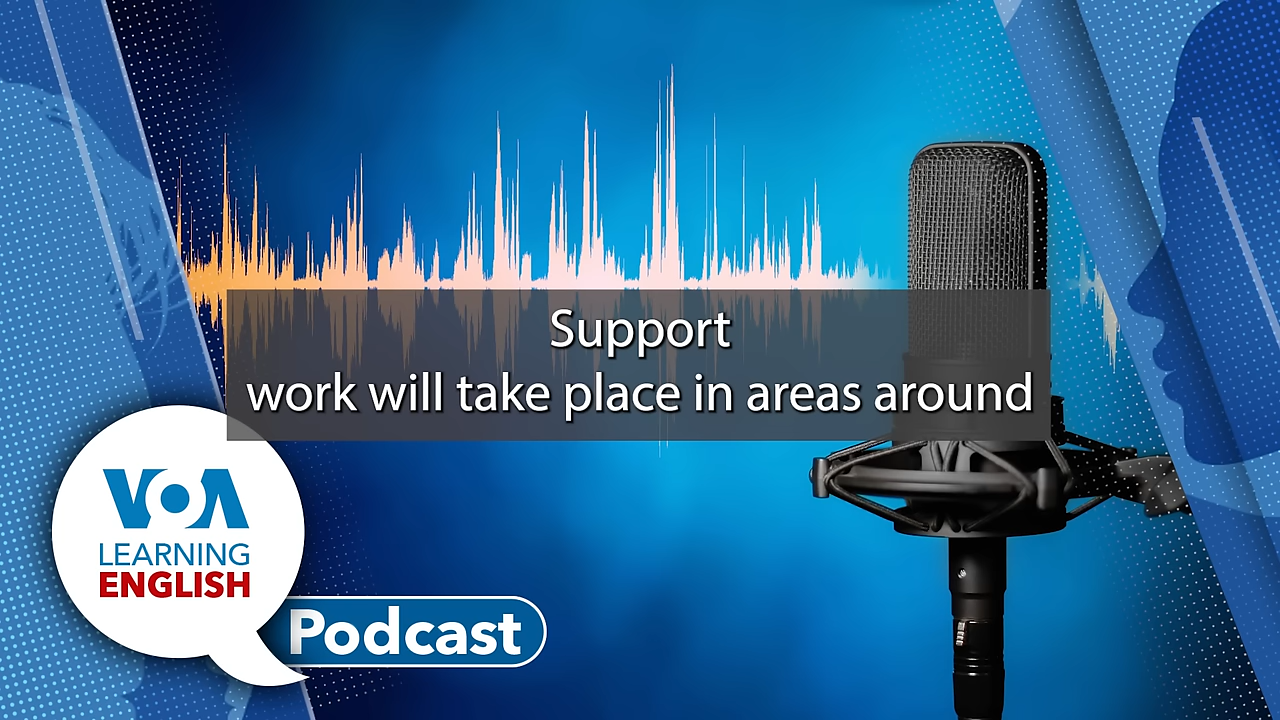 Support
work will take place in areas around
VOA
LEARNING
ENGLISH
Podcast